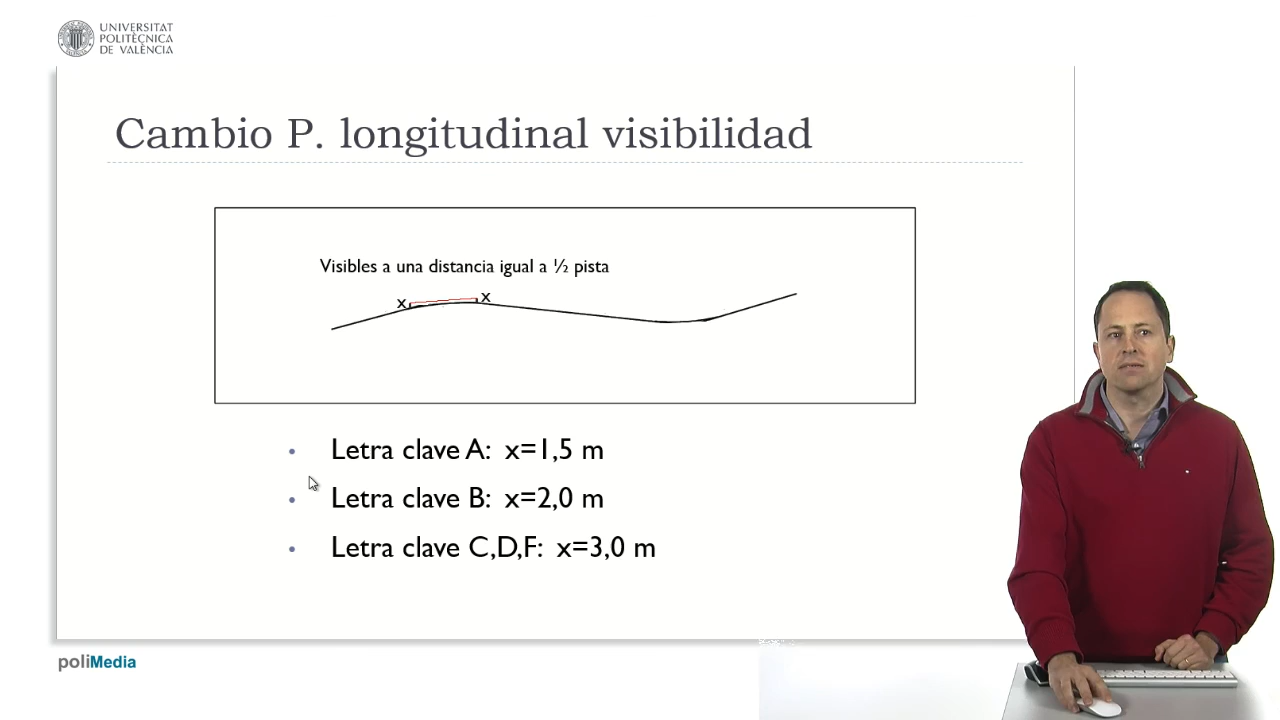 UNIVERSITAT
POLITÈCNICA
DE VALÈNCIA
Cambio P. longitudinal visibilidad
Visibles a una distancia igual a ½ pista
x x
• Letra clave A: x=1,5 m
• Letra clave B: x=2,0 m
• Letra clave C,D,F: x=3,0 m
poliMedia